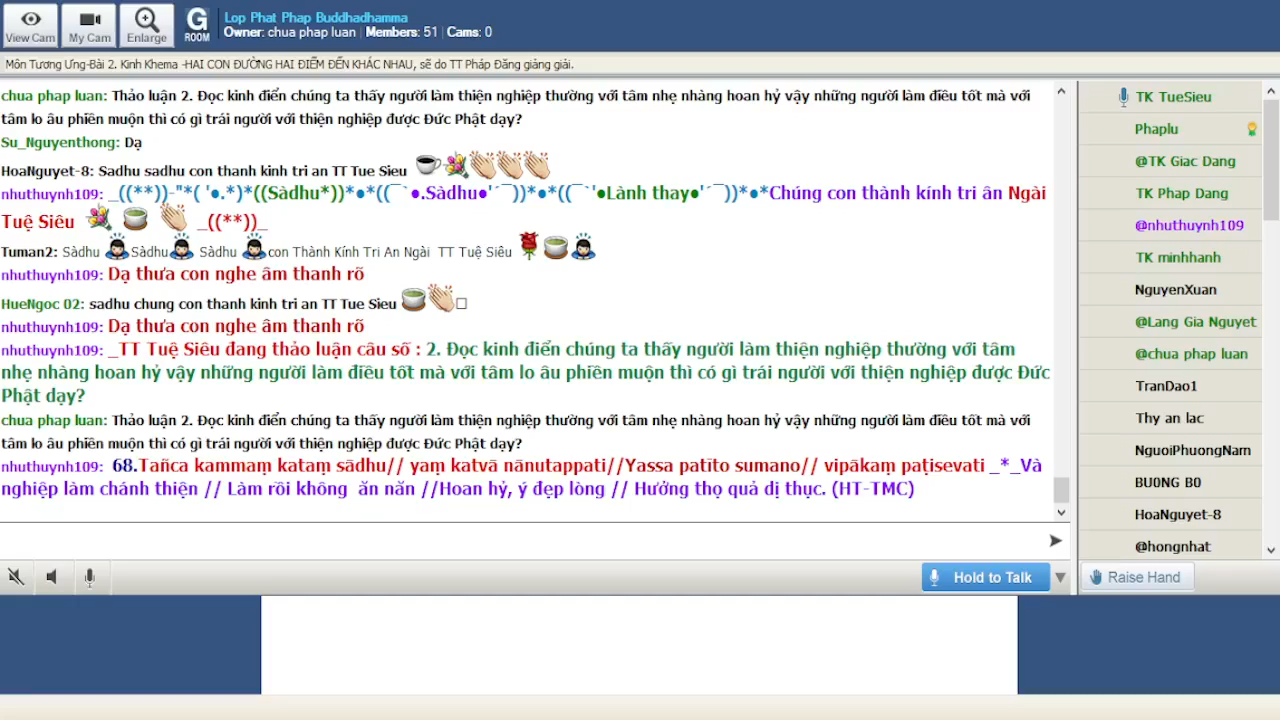 View Cam
My Cam
Enlarge
G
ROOM
Lop Phat Phap Buddhadhamma
Owner: chua phap luan | Members: 51 | Cams: 0
Môn Tương Ưng-Bài 2. Kinh Khema -HAI CON ĐƯỜNG HAI ĐIỂM ĐẾN KHÁC NHAU, sẽ do TT Pháp Đăng giảng giải.
chua phap luan: Thảo luận 2. Đọc kinh điển chúng ta thấy người làm thiện nghiệp thường với tâm nhẹ nhàng hoan hỷ vậy những người làm điều tốt mà với
tâm lo âu phiền muộn thì có gì trái người với thiện nghiệp được Đức Phật dạy?
Su_Nguyenthong: Dạ
HoaNguyet-8: Sadhu sadhu con thanh kinh tri an TT Tue Sieu
nhuthuynh109: _((**))-"*( '●.*)*((Sàdhu*))*●*((¯`●.Sàdhu●'´¯))*●*((¯`'●Lành thay●'´¯))*●*Chúng con thành kính tri ân Ngài
Tuệ Siêu _((**))_
Tuman2: Sàdhu Sàdhu Sàdhu con Thành Kính Tri An Ngài TT Tuệ Siêu
nhuthuynh109: Dạ thưa con nghe âm thanh rõ
HueNgoc 02: sadhu chung con thanh kinh tri an TT Tue Sieu
nhuthuynh109: Dạ thưa con nghe âm thanh rõ
nhuthuynh109: _TT Tuệ Siêu đang thảo luận câu số : 2. Đọc kinh điển chúng ta thấy người làm thiện nghiệp thường với tâm
nhẹ nhàng hoan hỷ vậy những người làm điều tốt mà với tâm lo âu phiền muộn thì có gì trái người với thiện nghiệp được Đức
Phật dạy?
chua phap luan: Thảo luận 2. Đọc kinh điển chúng ta thấy người làm thiện nghiệp thường với tâm nhẹ nhàng hoan hỷ vậy những người làm điều tốt mà với
tâm lo âu phiền muộn thì có gì trái người với thiện nghiệp được Đức Phật dạy?
nhuthuynh109: 68.Tañca kammaṃ kataṃ sādhu// yaṃ katvā nānutappati//Yassa patīto sumano// vipākaṃ paṭisevati _*_Và
nghiệp làm chánh thiện // Làm rồi không ăn năn //Hoan hỷ, ý đẹp lòng // Hưởng thọ quả dị thục. (HT-TMC)
TK TueSieu
Phaplu
@TK Giac Dang
TK Phap Dang
@nhuthuynh109
TK minhhanh
NguyenXuan
@Lang Gia Nguyet
@chua phap luan
TranDao1
Thy an lac
NguoiPhuongNam
BU0NG B0
HoaNguyet-8
@hongnhat
Hold to Talk
Raise Hand